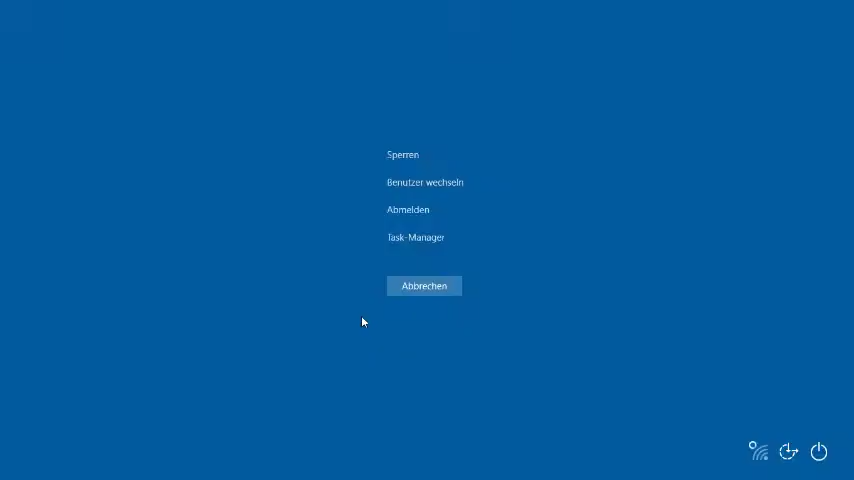 Sperren
Benutzer wechseln
Abmelden
Task-Manager
Abbrechen